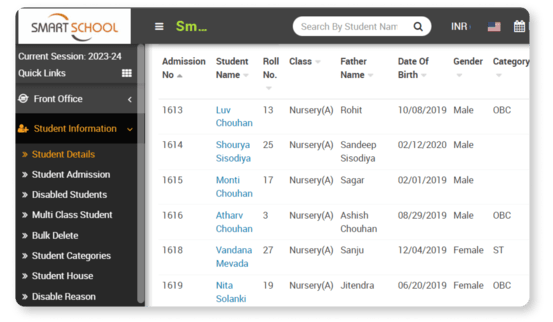 SMART SCHOOL
Sm...
Search By Student Nam
INR
Current Session: 2023-24
Quick Links
Front Office
Student Information
» Student Details
» Student Admission
» Disabled Students
» Multi Class Student
» Bulk Delete
» Student Categories
» Student House
» Disable Reason
Admission Student Roll Class Father Date Of Gender Category
No Name No. Name Birth
1613 Luv 13 Nursery(A) Rohit 10/08/2019 Male OBC
Chouhan
1614 Shourya 25 Nursery(A) Sandeep 02/12/2020 Male
Sisodiya Sisodiya
1615 Monti 17 Nursery(A) Sagar 02/01/2019 Male
Chouhan
1616 Atharv 3 Nursery(A) Ashish 08/29/2019 Male OBC
Chouhan Chouhan
1618 Vandana 27 Nursery(A) Sanju 12/04/2019 Female ST
Mevada
1619 Nita 19 Nursery(A) Jitendra 06/20/2019 Female OBC
Solanki